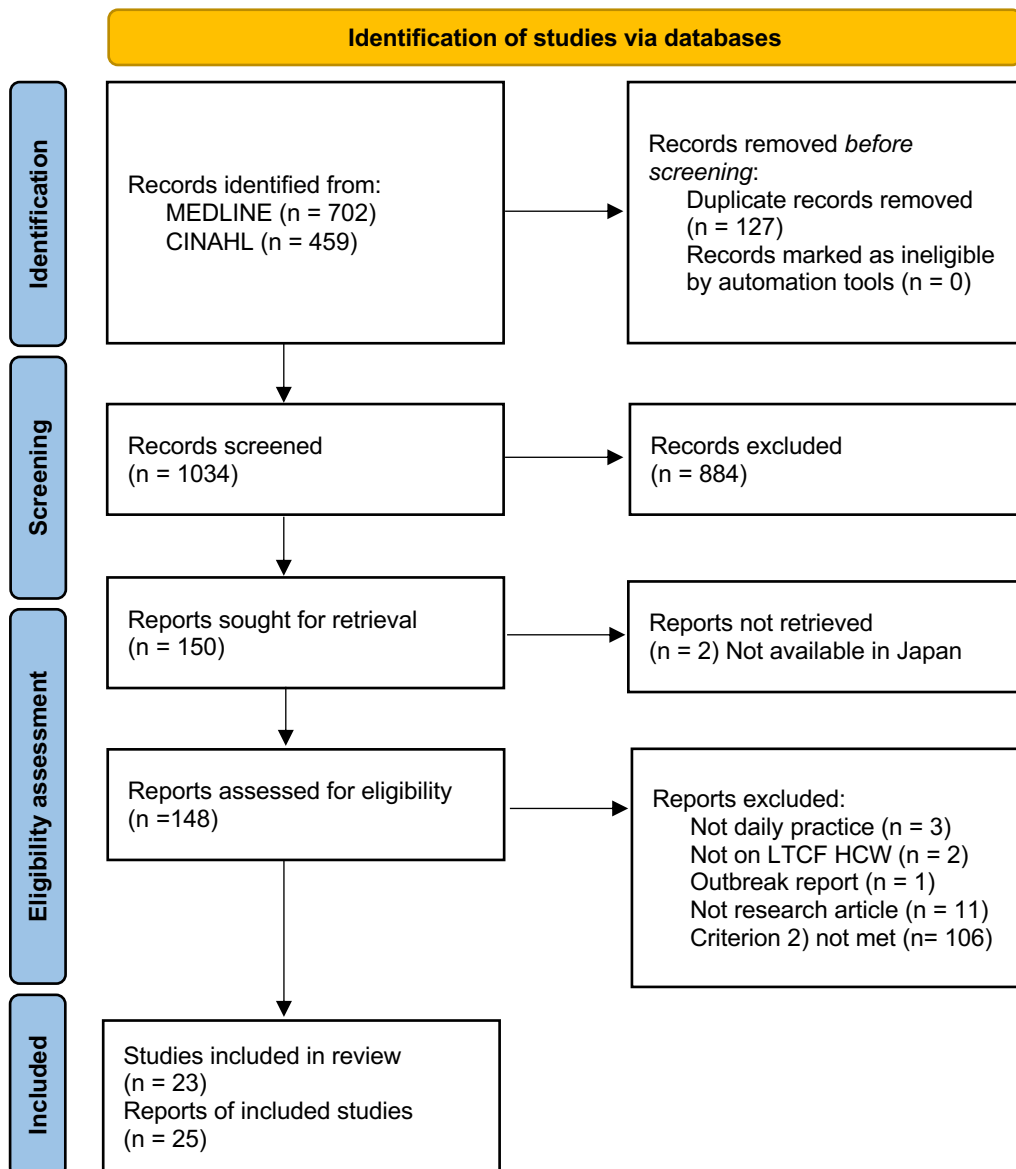 Identification of studies via databases
Identification
Records identified from:
MEDLINE (n = 702)
CINAHL (n = 459)
Records removed before
screening:
Duplicate records removed
(n = 127)
Records marked as ineligible
by automation tools (n = 0)
Screening
Records screened
(n = 1034)
Records excluded
(n = 884)
Eligibility assessment
Reports sought for retrieval
(n = 150)
Reports not retrieved
(n = 2) Not available in Japan
Reports assessed for eligibility
(n =148)
Reports excluded:
Not daily practice (n = 3)
Not on LTCF HCW (n = 2)
Outbreak report (n = 1)
Not research article (n = 11)
Criterion 2) not met (n= 106)
Included
Studies included in review
(n = 23)
Reports of included studies
(n = 25)